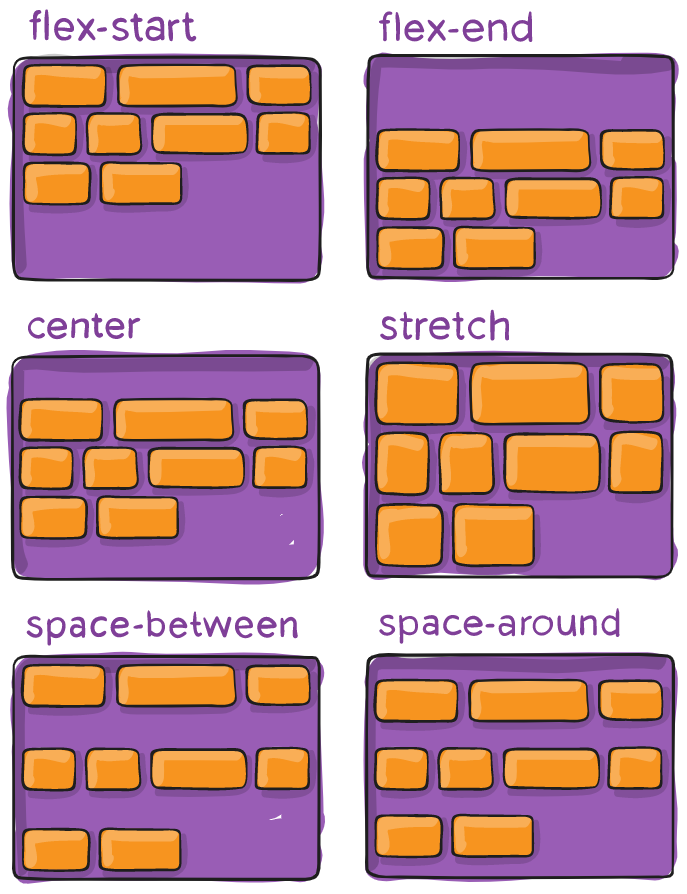 flex-start
flex-end
center
stretch
space-between
space-around